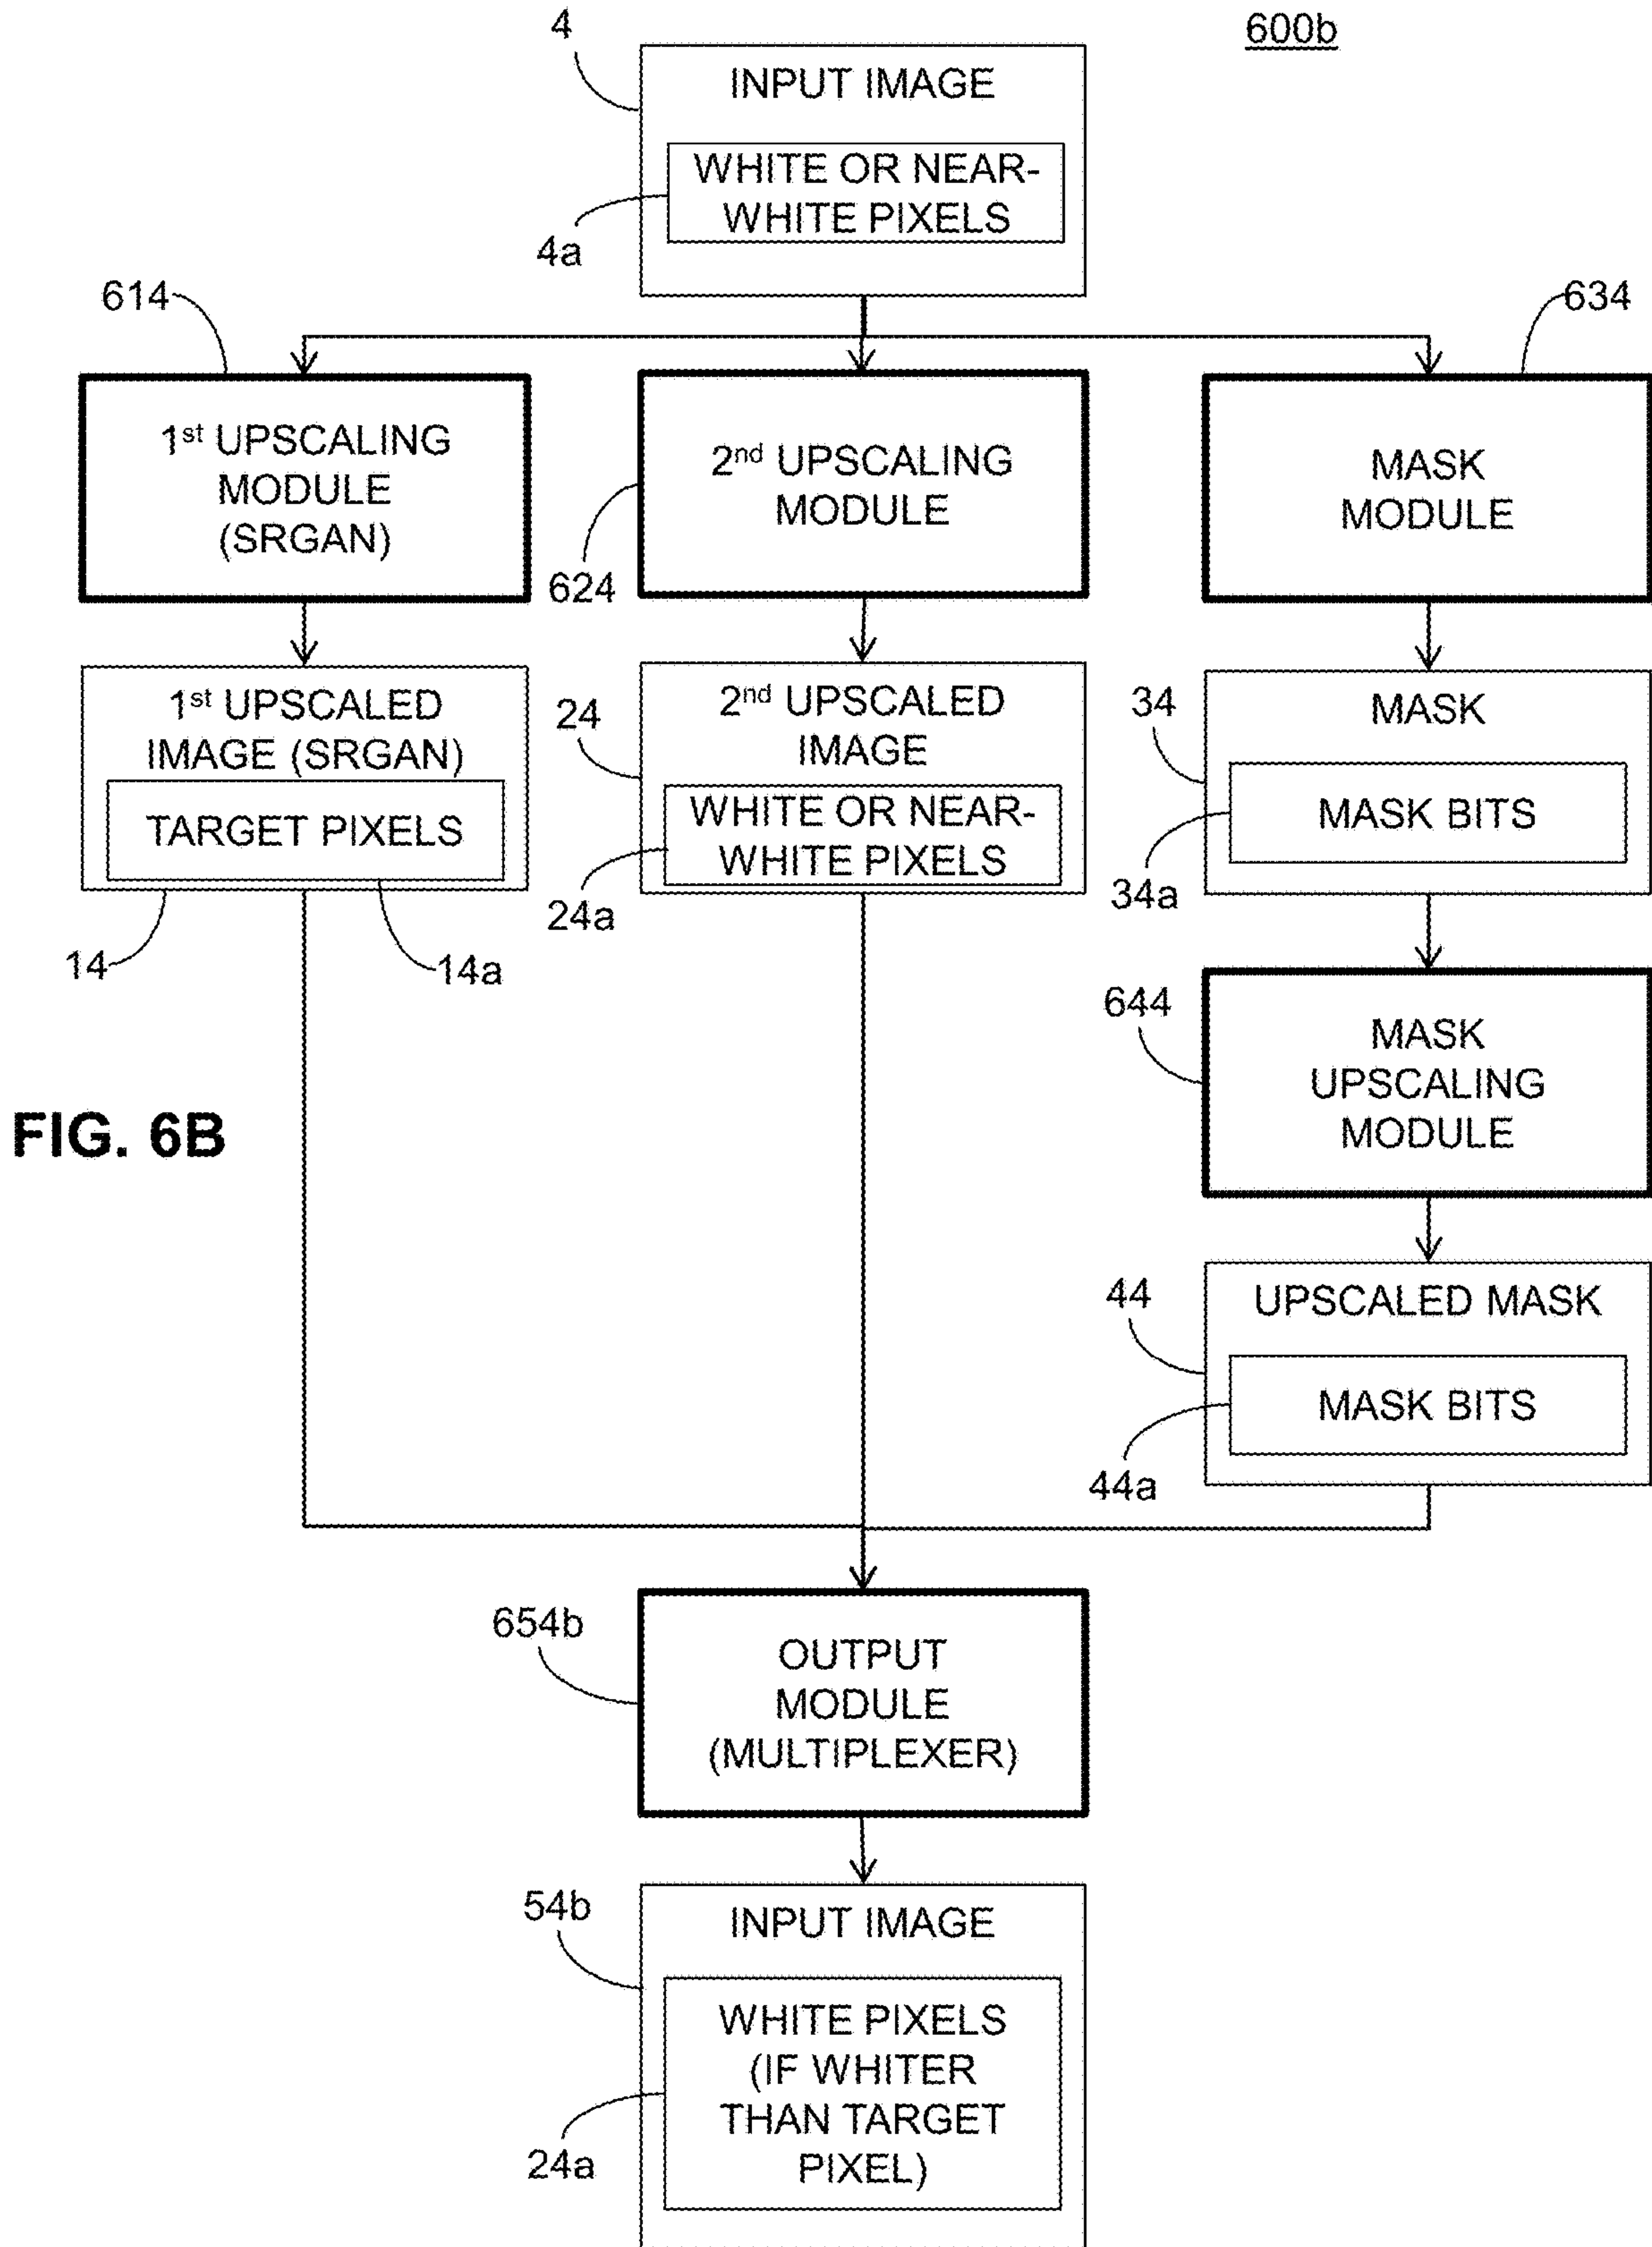 600b
4
INPUT IMAGE
WHITE OR NEAR-
WHITE PIXELS
4a
614
634
1st UPSCALING
MODULE
(SRGAN)
2nd UPSCALING
MODULE
624
MASK
MODULE
1st UPSCALED
IMAGE (SRGAN)
TARGET PIXELS
14
14a
24
2nd UPSCALED
IMAGE
WHITE OR NEAR-
WHITE PIXELS
24a
34
MASK
MASK BITS
34a
644
MASK
UPSCALING
MODULE
FIG. 6B
44
UPSCALED MASK
MASK BITS
44a
654b
OUTPUT
MODULE
(MULTIPLEXER)
54b
INPUT IMAGE
WHITE PIXELS
(IF WHITER
THAN TARGET
PIXEL)
24a